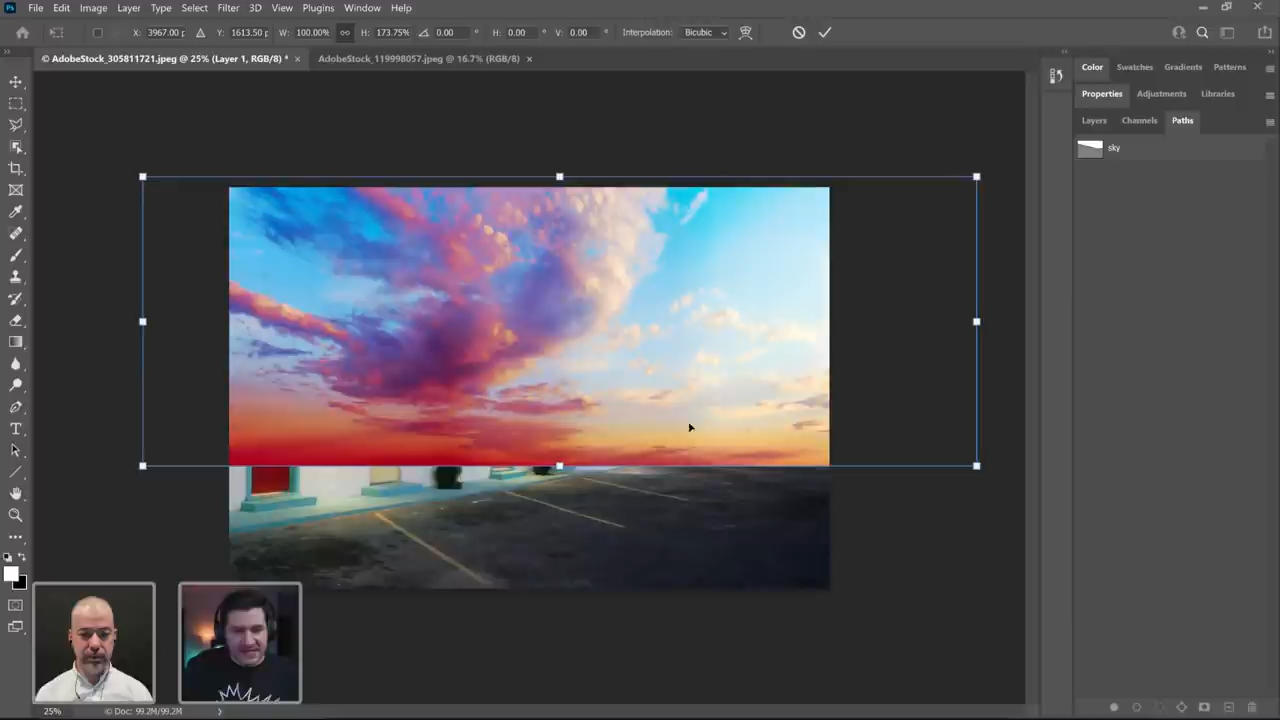 Ps File Edit Image Layer Type Select Filter 3D View Plugins Window Help
X: 3967.00 p Y: 1613.50 p W: 100.00% H: 173.75% 0.00 ° H: 0.00 ° V: 0.00 ° Interpolation: Bicubic
© AdobeStock_305811721.jpeg @ 25% (Layer 1, RGB/8) * × AdobeStock_119998057.jpeg @ 16.7% (RGB/8) ×
Color Swatches Gradients Patterns
Properties Adjustments Libraries
Layers Channels Paths
sky
25% © Doc: 99.2M/99.2M